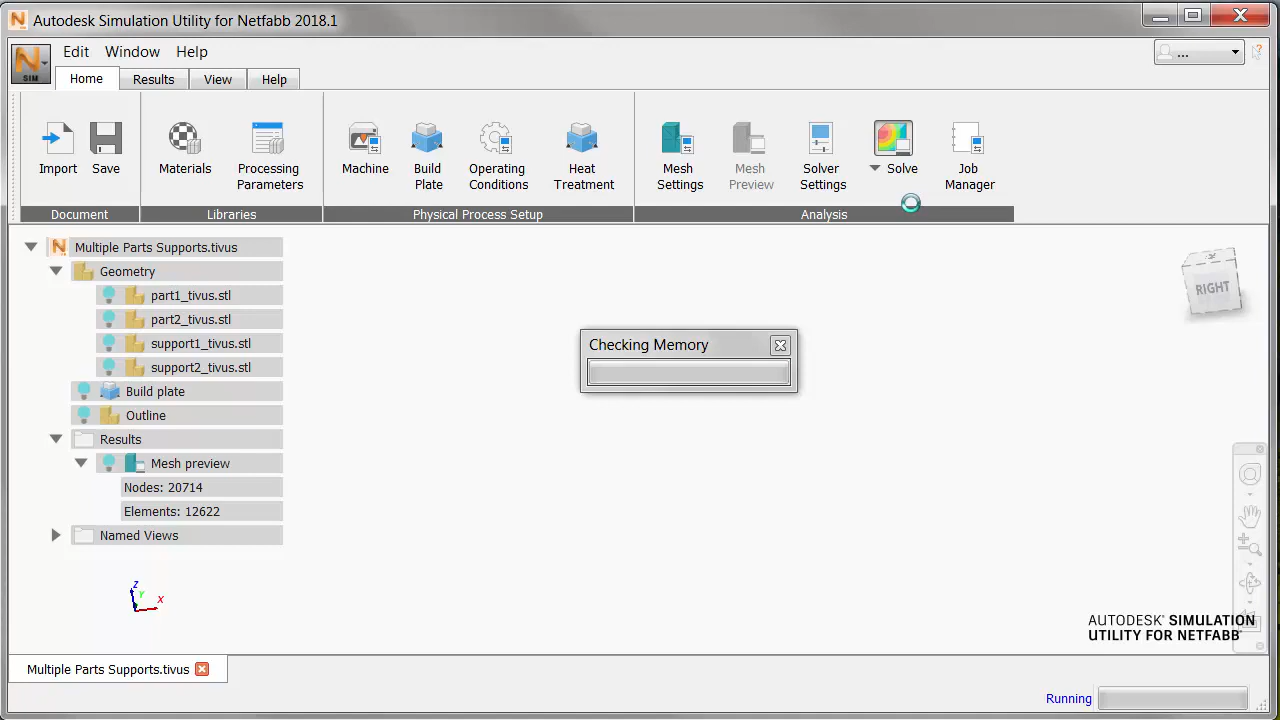 Autodesk Simulation Utility for Netfabb 2018.1
SIM
Edit Window Help
...
?
Home Results View Help
Import Save
Materials Processing Parameters
Machine Build Plate Operating Conditions Heat Treatment
Mesh Settings Mesh Preview Solver Settings Solve Job Manager
Document Libraries Physical Process Setup Analysis
Multiple Parts Supports.tivus
Geometry
part1_tivus.stl
part2_tivus.stl
support1_tivus.stl
support2_tivus.stl
Build plate
Outline
Results
Mesh preview
Nodes: 20714
Elements: 12622
Named Views
RIGHT
Checking Memory
Z
Y
X
AUTODESK® SIMULATION
UTILITY FOR NETFABB®
Multiple Parts Supports.tivus
Running